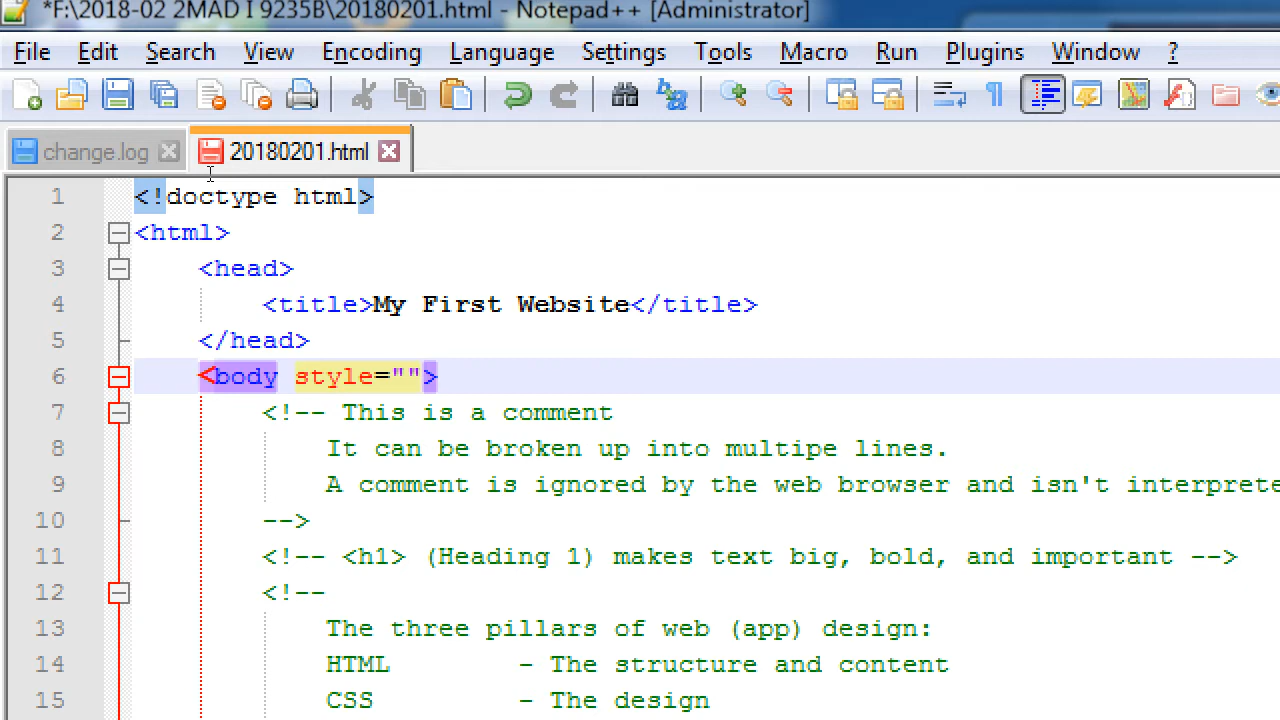 *F:\2018-02 2MAD I 9235B\20180201.html - Notepad++ [Administrator]
File Edit Search View Encoding Language Settings Tools Macro Run Plugins Window ?
change.log 20180201.html
1 <!doctype html>
2 <html>
3 <head>
4 <title>My First Website</title>
5 </head>
6 <body style="">
7 <!-- This is a comment
8 It can be broken up into multipe lines.
9 A comment is ignored by the web browser and isn't interprete
10 -->
11 <!-- <h1> (Heading 1) makes text big, bold, and important -->
12 <!--
13 The three pillars of web (app) design:
14 HTML - The structure and content
15 CSS - The design